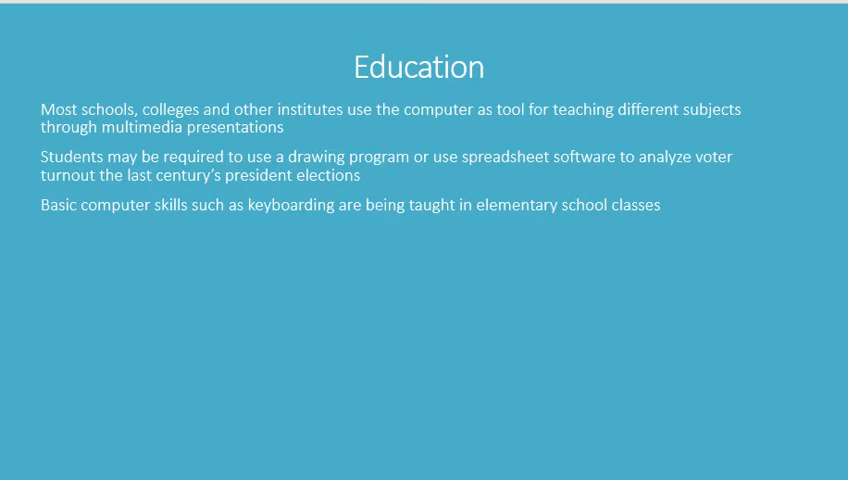 Education
Most schools, colleges and other institutes use the computer as tool for teaching different subjects
through multimedia presentations
Students may be required to use a drawing program or use spreadsheet software to analyze voter
turnout the last century’s president elections
Basic computer skills such as keyboarding are being taught in elementary school classes